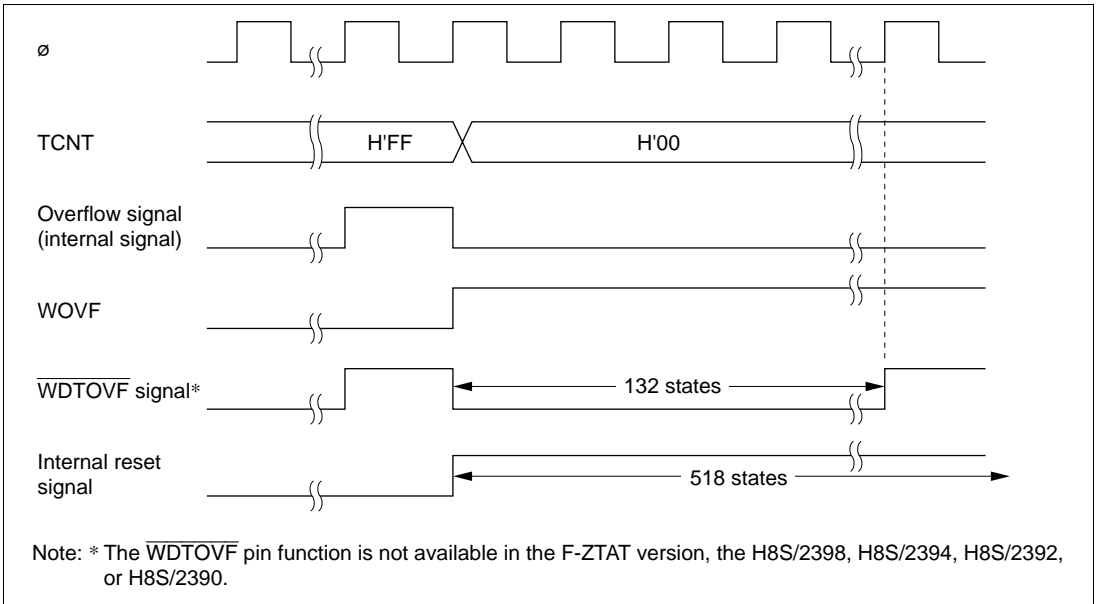 ø
TCNT
H'FF
H'00
Overflow signal
(internal signal)
WOVF
WDTOVF signal*
132 states
Internal reset
signal
518 states
Note: * The WDTOVF pin function is not available in the F-ZTAT version, the H8S/2398, H8S/2394, H8S/2392,
or H8S/2390.